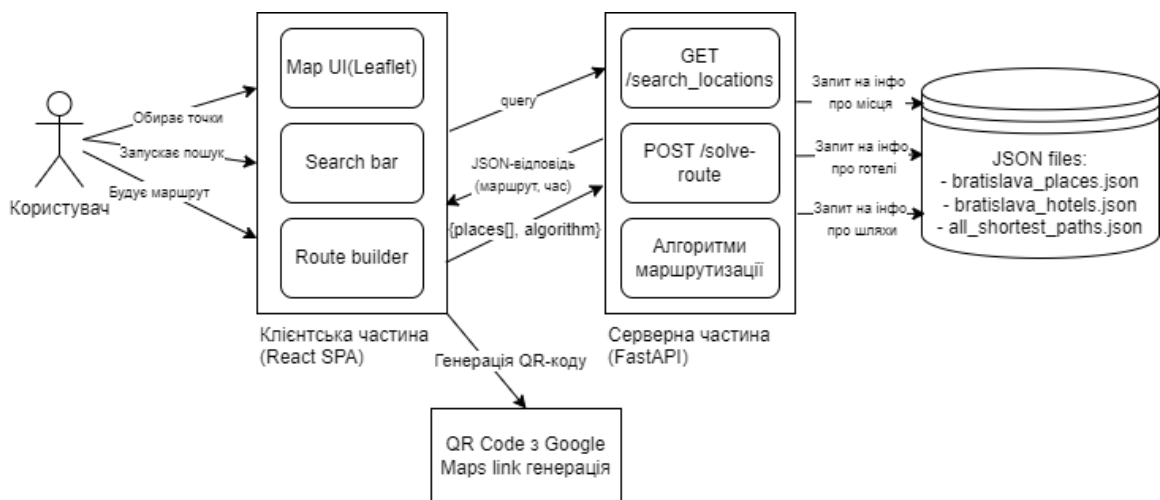 Користувач
Обирає точки
Запускає пошук
Будує маршрут
Map UI(Leaflet)
Search bar
Route builder
Клієнтська частина
(React SPA)
query
JSON-відповідь
(маршрут, час)
{places[], algorithm}
Генерація QR-коду
QR Code з Google
Maps link генерація
GET
/search_locations
POST /solve-
route
Алгоритми
маршрутизації
Серверна частина
(FastAPI)
Запит на інфо
про місця
Запит на інфо
про готелі
Запит на інфо
про шляхи
JSON files:
- bratislava_places.json
- bratislava_hotels.json
- all_shortest_paths.json